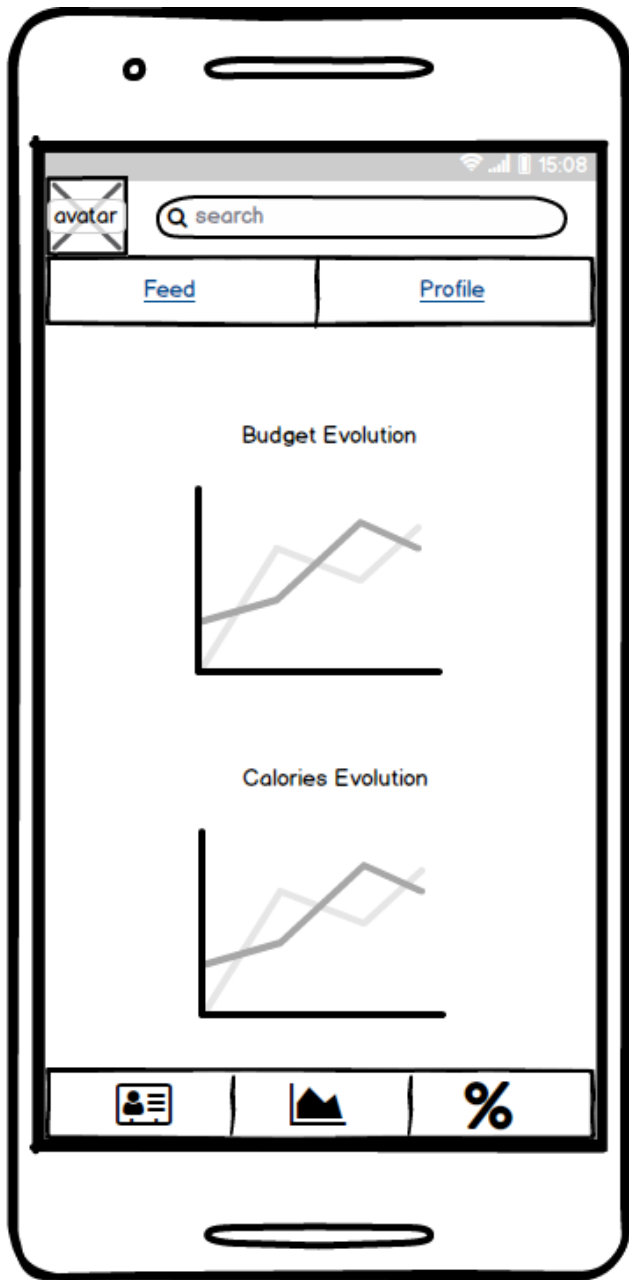 15:08
avatar
search
Feed
Profile
Budget Evolution
Calories Evolution
%